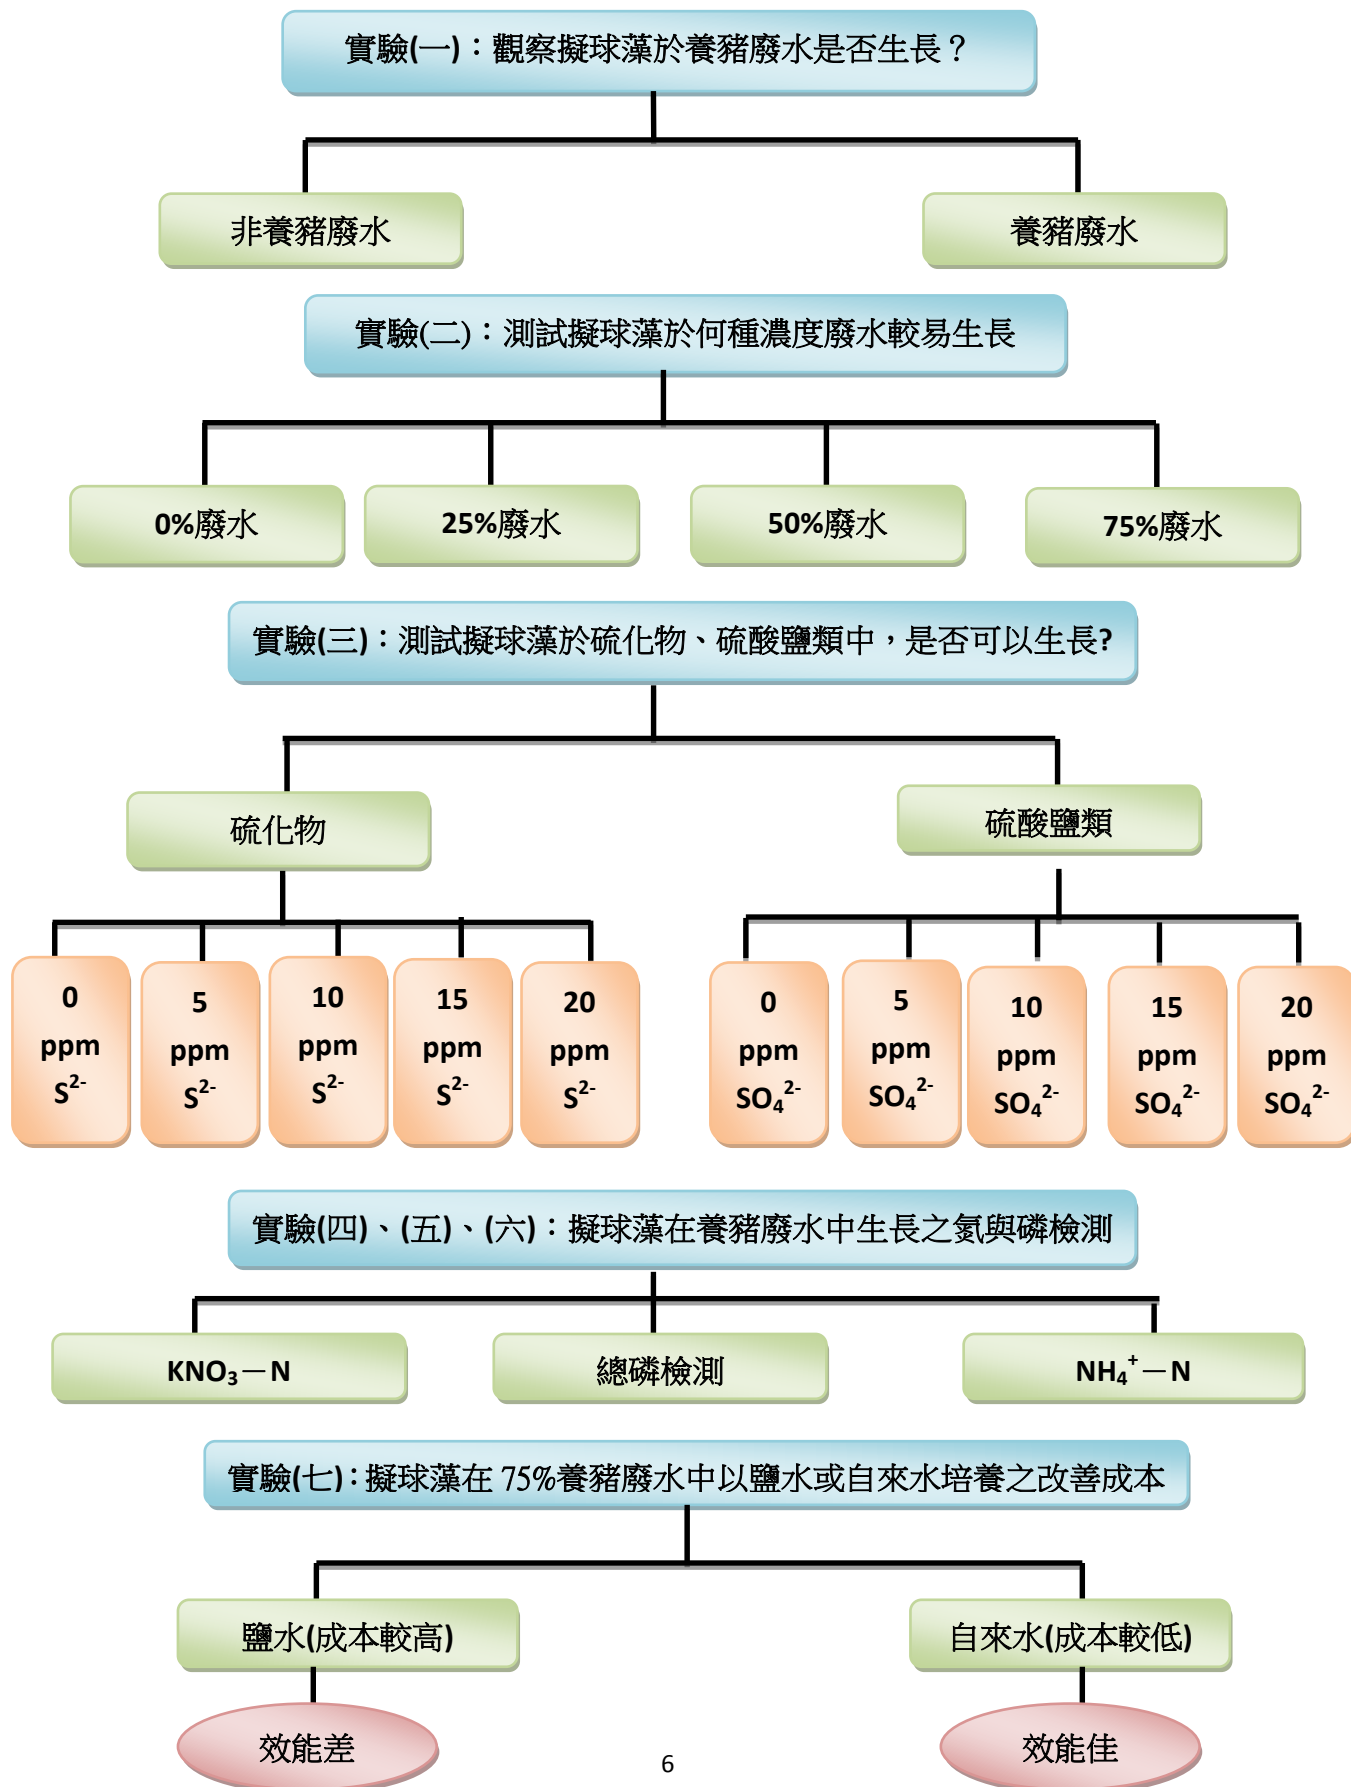 實驗(一)：觀察擬球藻於養豬廢水是否生長？
非養豬廢水
養豬廢水
實驗(二)：測試擬球藻於何種濃度廢水較易生長
0%廢水
25%廢水
50%廢水
75%廢水
實驗(三)：測試擬球藻於硫化物、硫酸鹽類中，是否可以生長?
硫化物
硫酸鹽類
0
ppm
S²⁻
5
ppm
S²⁻
10
ppm
S²⁻
15
ppm
S²⁻
20
ppm
S²⁻
0
ppm
SO₄²⁻
5
ppm
SO₄²⁻
10
ppm
SO₄²⁻
15
ppm
SO₄²⁻
20
ppm
SO₄²⁻
實驗(四)、(五)、(六)：擬球藻在養豬廢水中生長之氮與磷檢測
KNO₃－N
總磷檢測
NH₄⁺－N
實驗(七)：擬球藻在 75%養豬廢水中以鹽水或自來水培養之改善成本
鹽水(成本較高)
自來水(成本較低)
效能差
效能佳
6